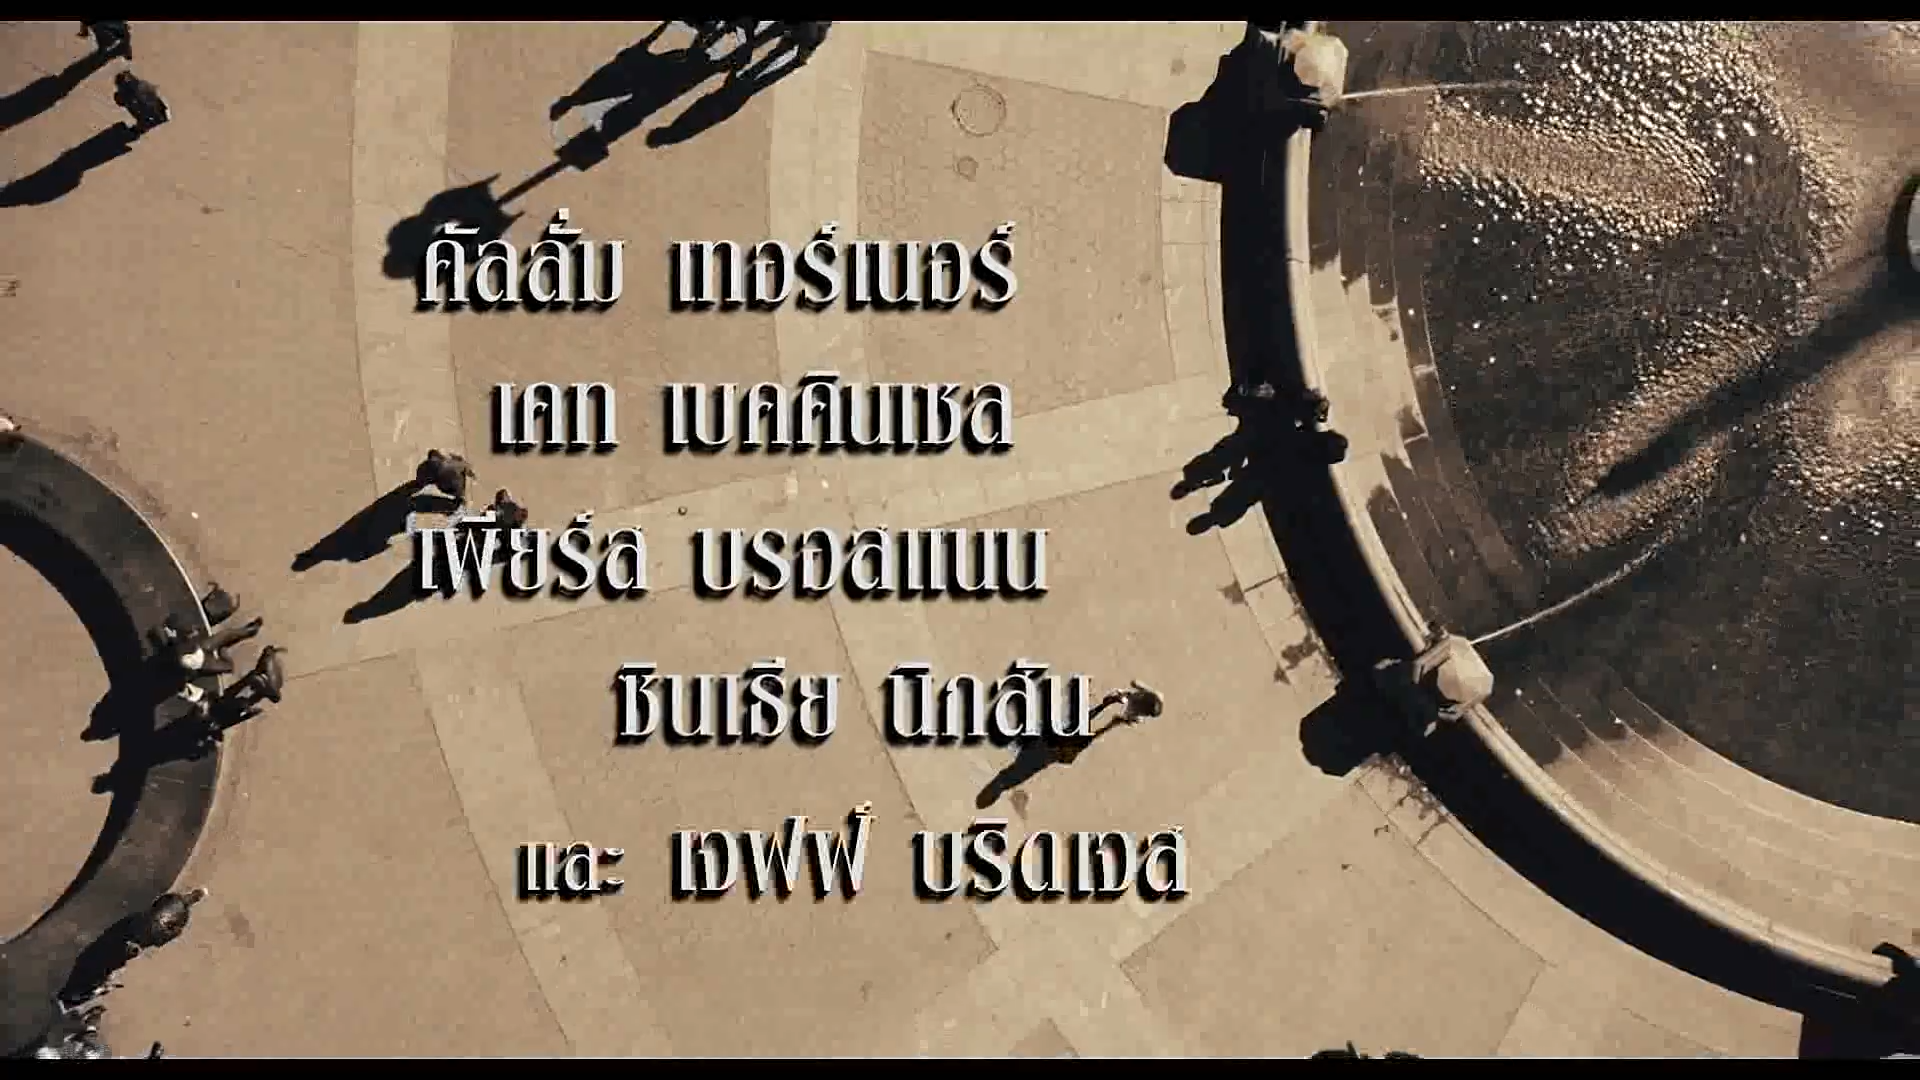 คัลลั่ม เทอร์เนอร์
เคท เบคคินเซล
เพียร์ส บรอสแนน
ซินเธีย นิกสัน
และ เจฟฟ์ บริดเจส